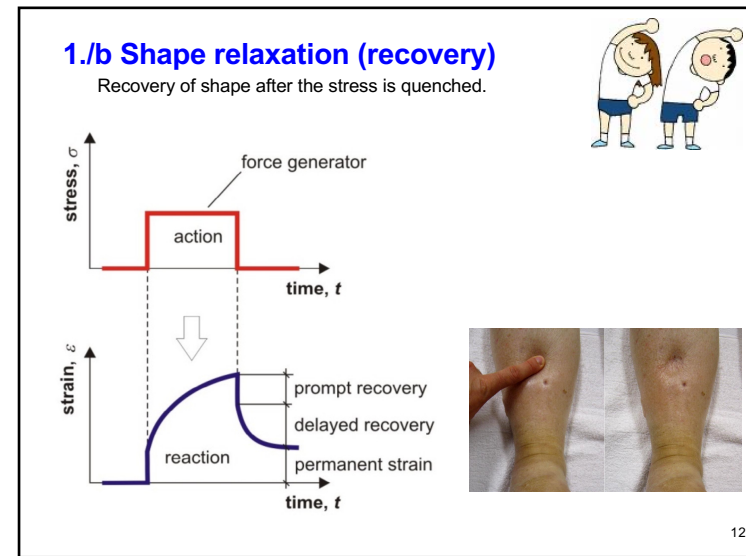 1./b Shape relaxation (recovery)
Recovery of shape after the stress is quenched.
stress, σ
force generator
action
time, t
strain, ε
prompt recovery
delayed recovery
reaction
permanent strain
time, t
12